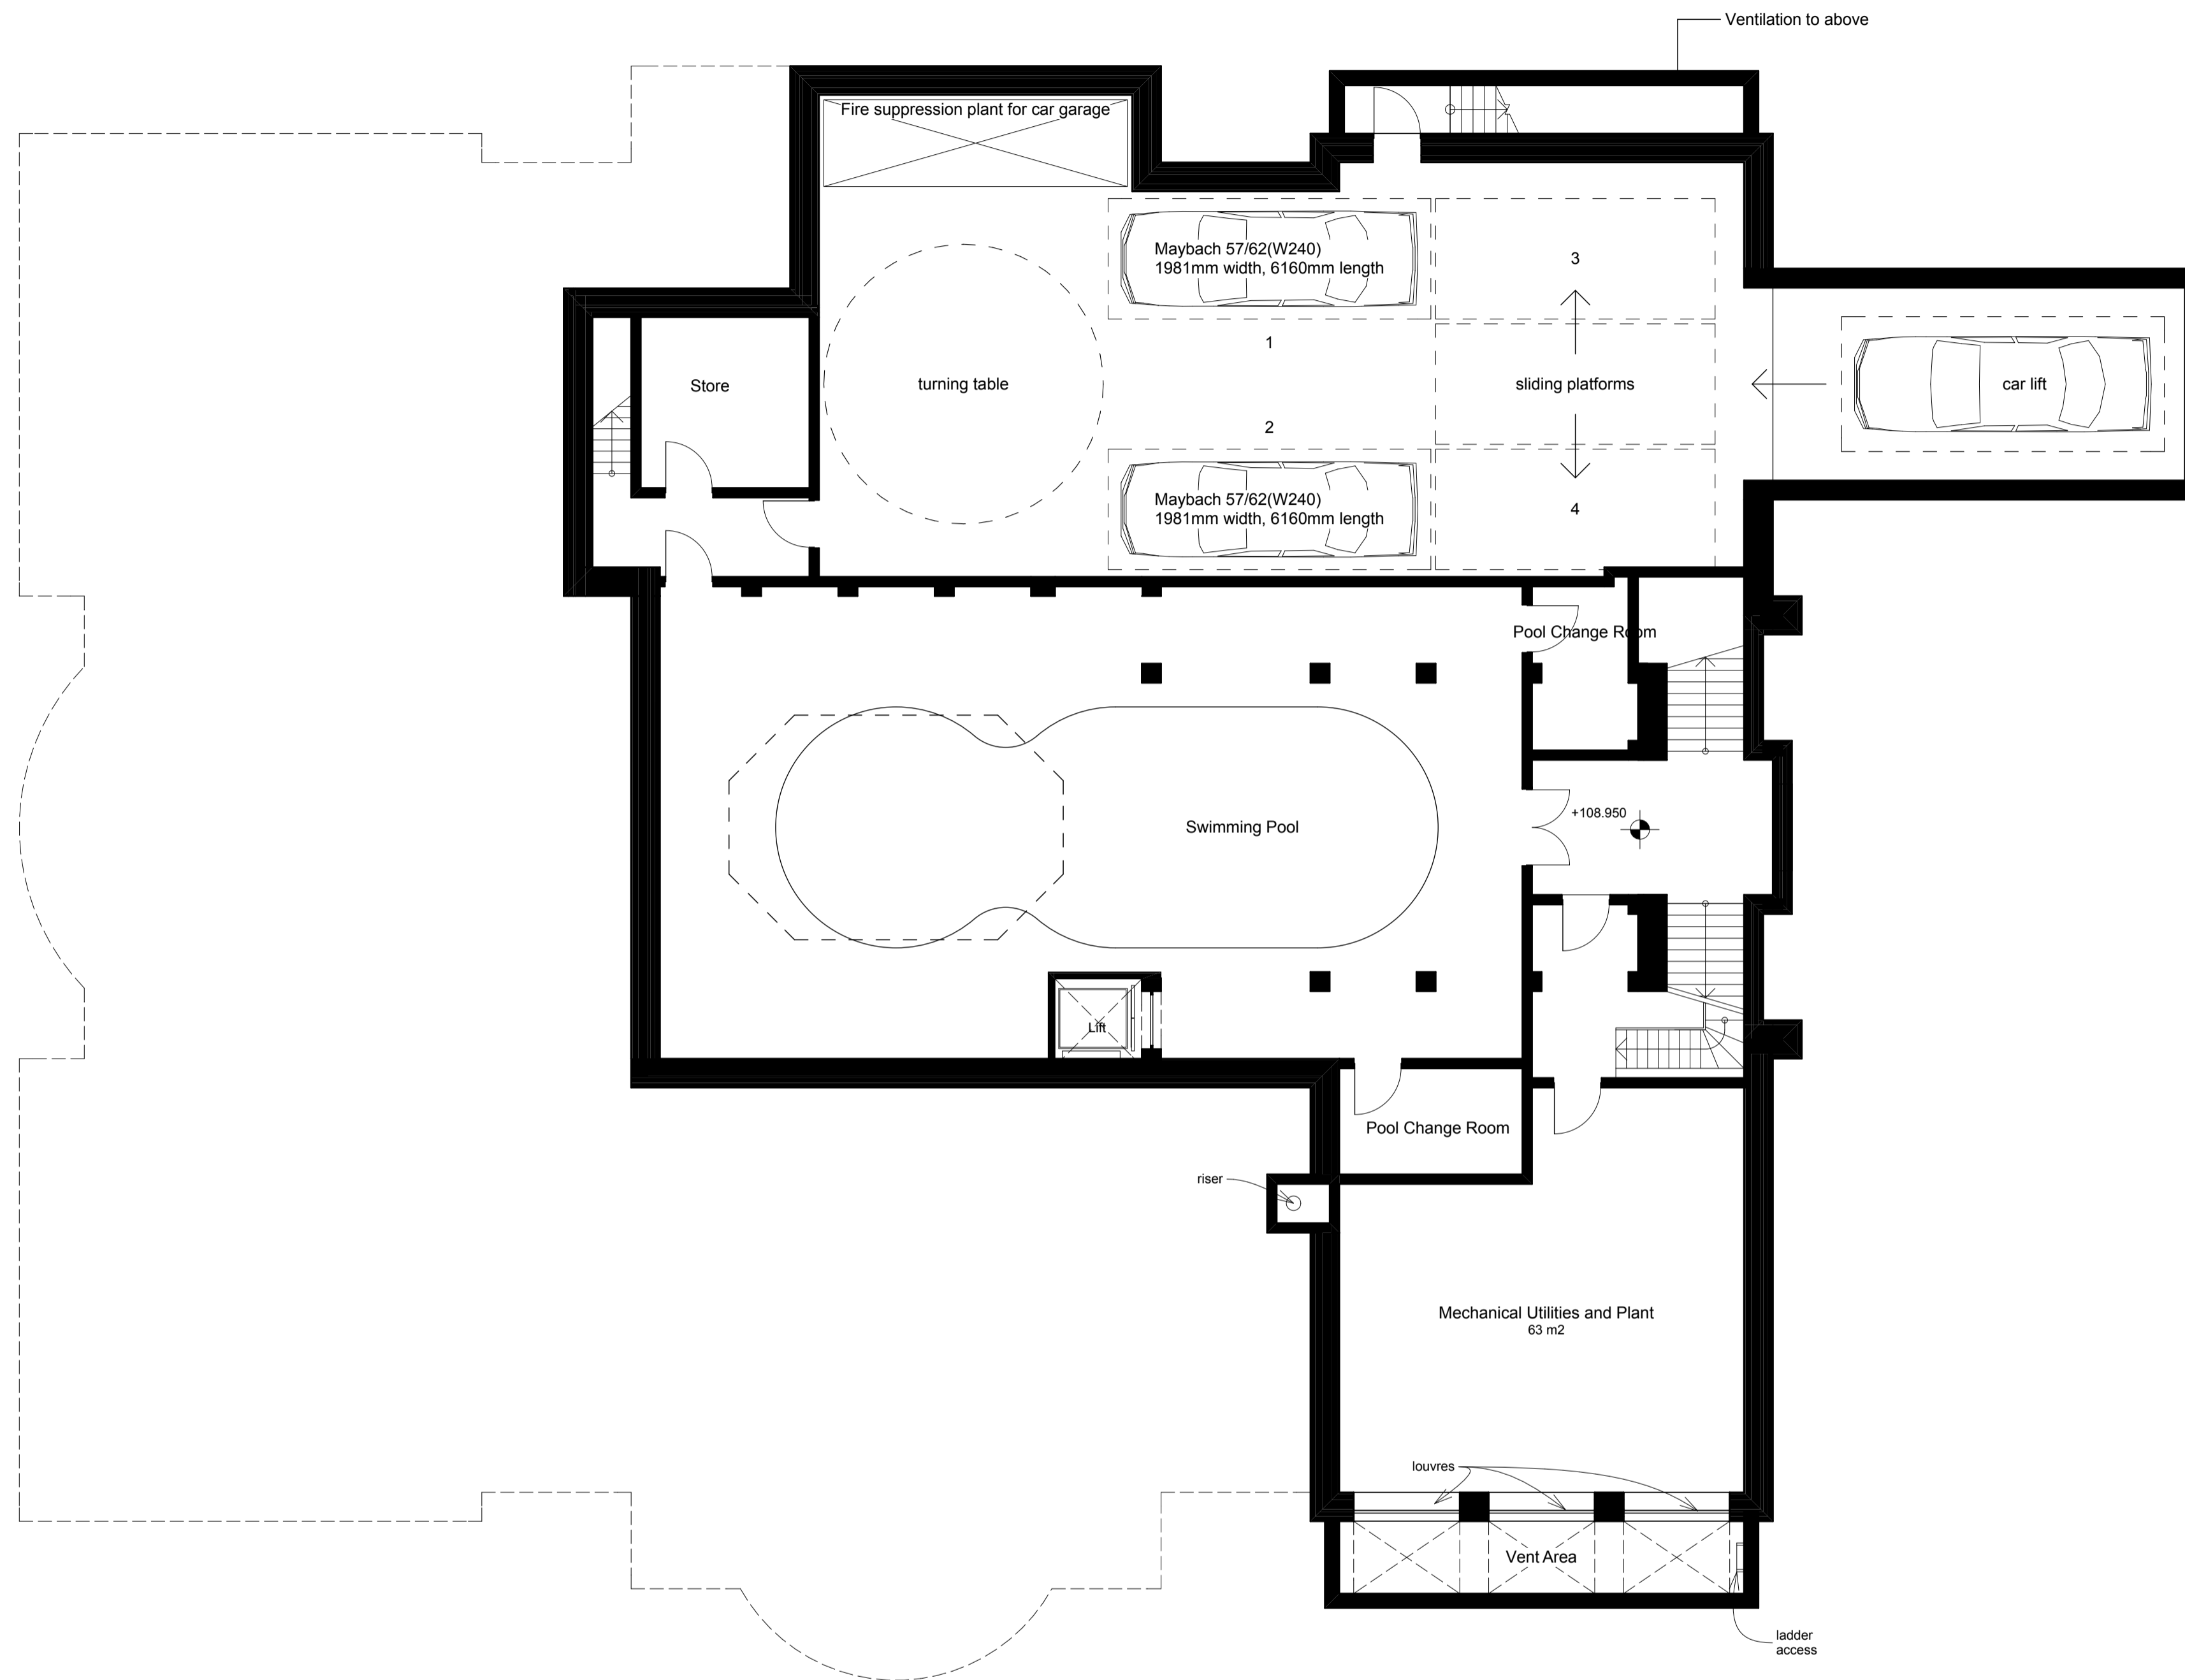 Ventilation to above
Fire suppression plant for car garage
Maybach 57/62(W240)
1981mm width, 6160mm length
3
1
Store
turning table
sliding platforms
car lift
2
Maybach 57/62(W240)
1981mm width, 6160mm length
4
Pool Change Room
+108.950
Swimming Pool
Lift
Pool Change Room
riser
Mechanical Utilities and Plant
63 m2
louvres
Vent Area
ladder
access